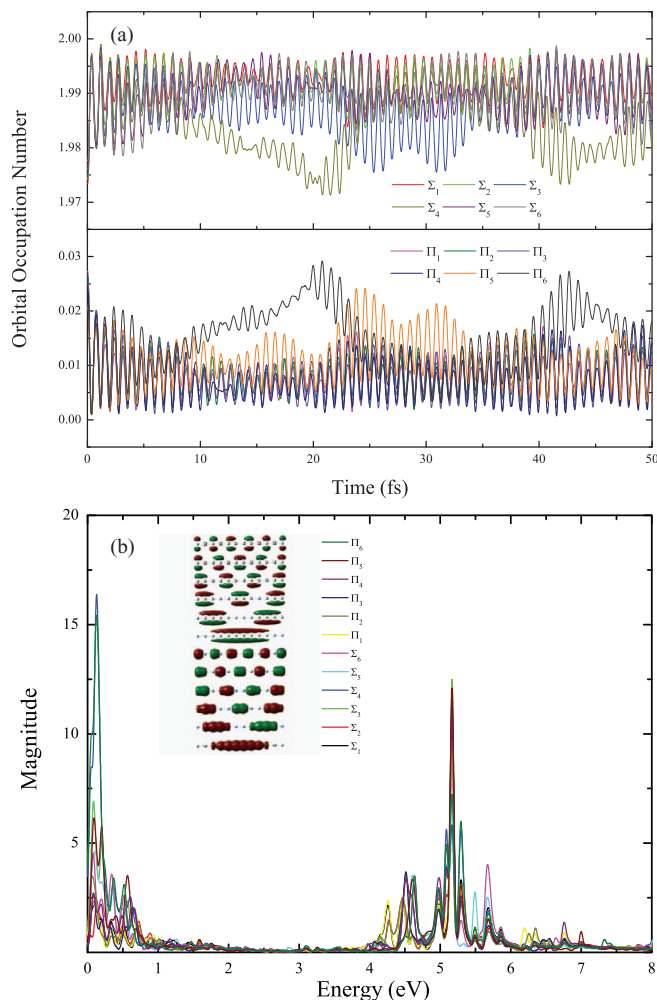 (a)
2.00
1.99
1.98
1.97
Σ₁ Σ₂ Σ₃
Σ₄ Σ₅ Σ₆
0.03
0.02
0.01
0.00
Π₁ Π₂ Π₃
Π₄ Π₅ Π₆
Orbital Occupation Number
0 10 20 30 40 50
Time (fs)
(b)
20
15
10
5
Π₆
Π₅
Π₄
Π₃
Π₂
Π₁
Σ₆
Σ₅
Σ₄
Σ₃
Σ₂
Σ₁
Magnitude
0 1 2 3 4 5 6 7 8
Energy (eV)